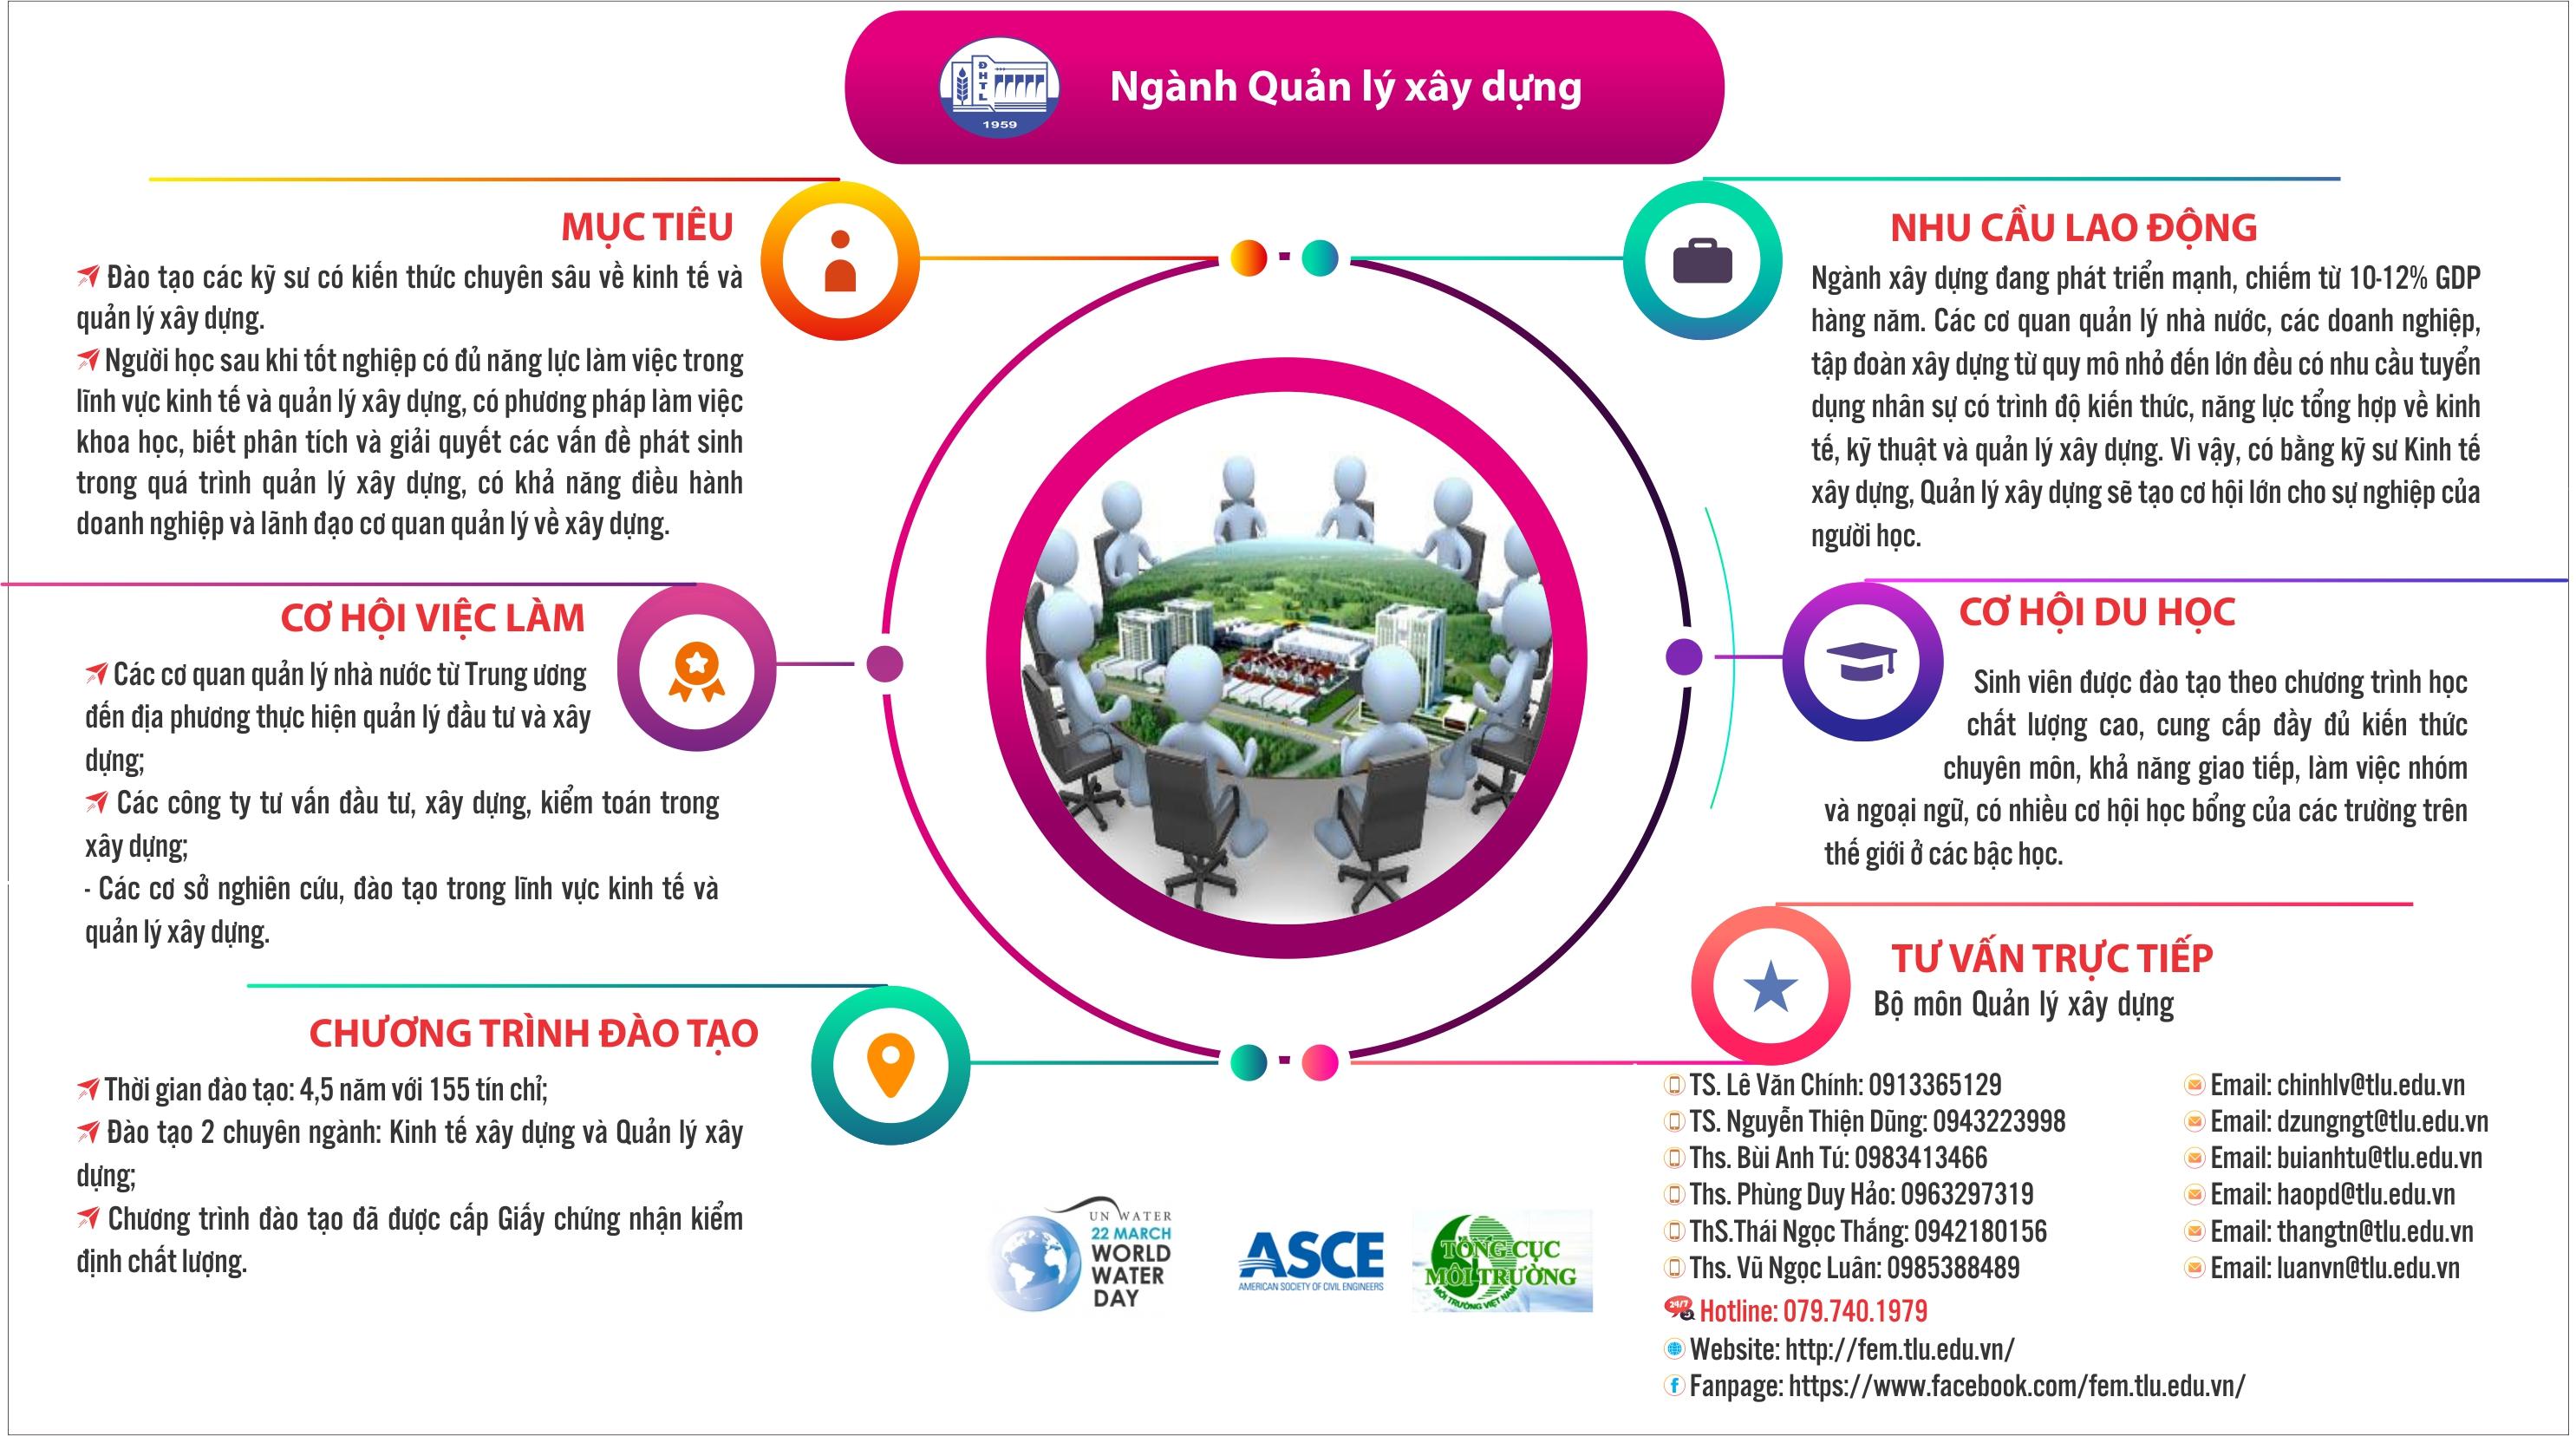 ĐHTL
1959
Ngành Quản lý xây dựng
MỤC TIÊU
Đào tạo các kỹ sư có kiến thức chuyên sâu về kinh tế và
quản lý xây dựng.
Người học sau khi tốt nghiệp có đủ năng lực làm việc trong
lĩnh vực kinh tế và quản lý xây dựng, có phương pháp làm việc
khoa học, biết phân tích và giải quyết các vấn đề phát sinh
trong quá trình quản lý xây dựng, có khả năng điều hành
doanh nghiệp và lãnh đạo cơ quan quản lý về xây dựng.
CƠ HỘI VIỆC LÀM
Các cơ quan quản lý nhà nước từ Trung ương
đến địa phương thực hiện quản lý đầu tư và xây
dựng;
Các công ty tư vấn đầu tư, xây dựng, kiểm toán trong
xây dựng;
- Các cơ sở nghiên cứu, đào tạo trong lĩnh vực kinh tế và
quản lý xây dựng.
CHƯƠNG TRÌNH ĐÀO TẠO
Thời gian đào tạo: 4,5 năm với 155 tín chỉ;
Đào tạo 2 chuyên ngành: Kinh tế xây dựng và Quản lý xây
dựng;
Chương trình đào tạo đã được cấp Giấy chứng nhận kiểm
định chất lượng.
NHU CẦU LAO ĐỘNG
Ngành xây dựng đang phát triển mạnh, chiếm từ 10-12% GDP
hàng năm. Các cơ quan quản lý nhà nước, các doanh nghiệp,
tập đoàn xây dựng từ quy mô nhỏ đến lớn đều có nhu cầu tuyển
dụng nhân sự có trình độ kiến thức, năng lực tổng hợp về kinh
tế, kỹ thuật và quản lý xây dựng. Vì vậy, có bằng kỹ sư Kinh tế
xây dựng, Quản lý xây dựng sẽ tạo cơ hội lớn cho sự nghiệp của
người học.
CƠ HỘI DU HỌC
Sinh viên được đào tạo theo chương trình học
chất lượng cao, cung cấp đầy đủ kiến thức
chuyên môn, khả năng giao tiếp, làm việc nhóm
và ngoại ngữ, có nhiều cơ hội học bổng của các trường trên
thế giới ở các bậc học.
TƯ VẤN TRỰC TIẾP
Bộ môn Quản lý xây dựng
TS. Lê Văn Chính: 0913365129 Email: chinhlv@tlu.edu.vn
TS. Nguyễn Thiện Dũng: 0943223998 Email: dzungngt@tlu.edu.vn
Ths. Bùi Anh Tú: 0983413466 Email: buianhtu@tlu.edu.vn
Ths. Phùng Duy Hảo: 0963297319 Email: haopd@tlu.edu.vn
ThS.Thái Ngọc Thắng: 0942180156 Email: thangtn@tlu.edu.vn
Ths. Vũ Ngọc Luân: 0985388489 Email: luanvn@tlu.edu.vn
24/7 Hotline: 079.740.1979
Website: http://fem.tlu.edu.vn/
Fanpage: https://www.facebook.com/fem.tlu.edu.vn/
UN WATER
22 MARCH
WORLD
WATER
DAY
ASCE
AMERICAN SOCIETY OF CIVIL ENGINEERS
TỔNG CỤC
MÔI TRƯỜNG
MÔI TRƯỜNG VIỆT NAM